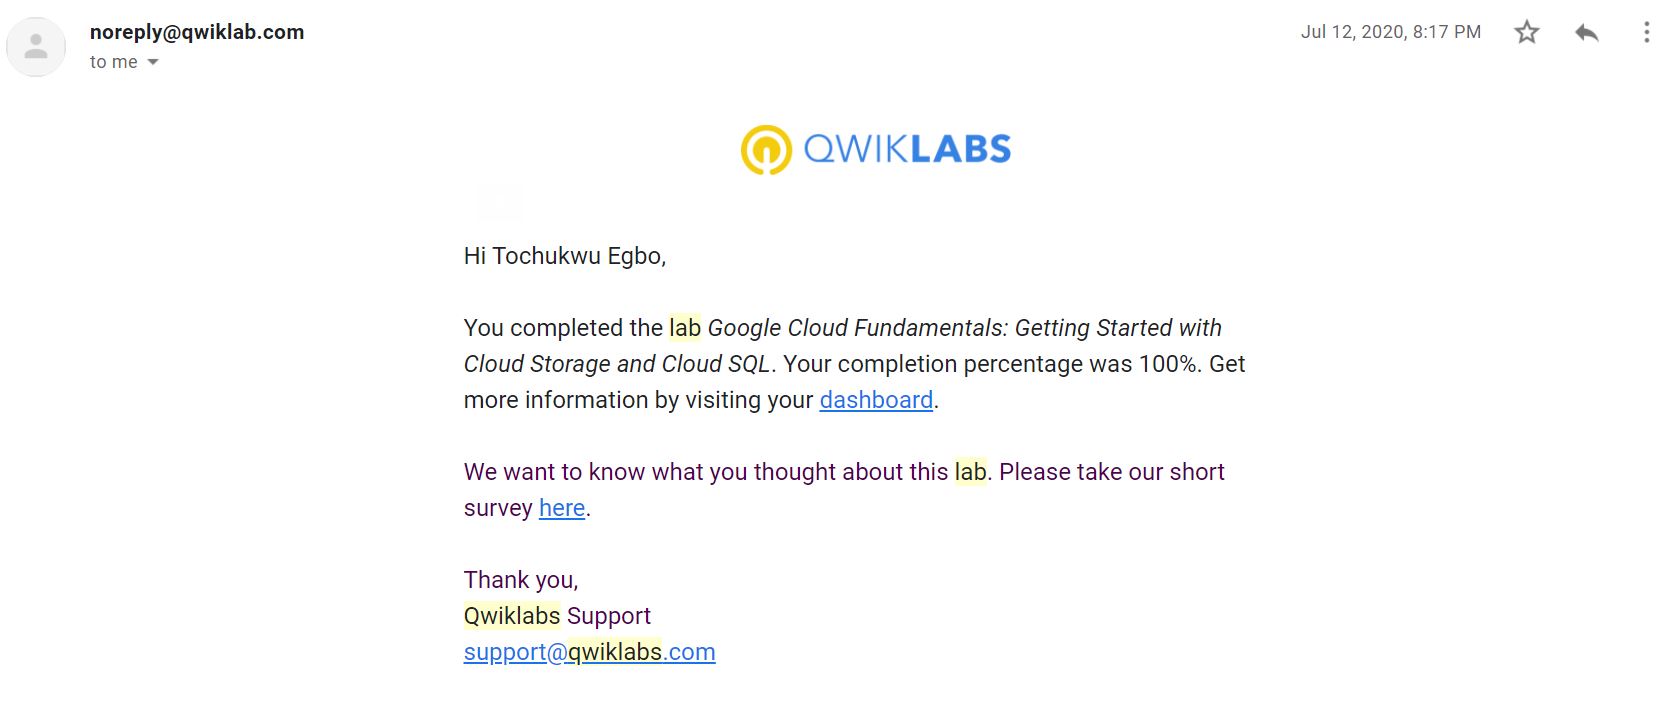 noreply@qwiklab.com
Jul 12, 2020, 8:17 PM
to me
QWIKLABS
Hi Tochukwu Egbo,
You completed the lab Google Cloud Fundamentals: Getting Started with
Cloud Storage and Cloud SQL. Your completion percentage was 100%. Get
more information by visiting your dashboard.
We want to know what you thought about this lab. Please take our short
survey here.
Thank you,
Qwiklabs Support
support@qwiklabs.com